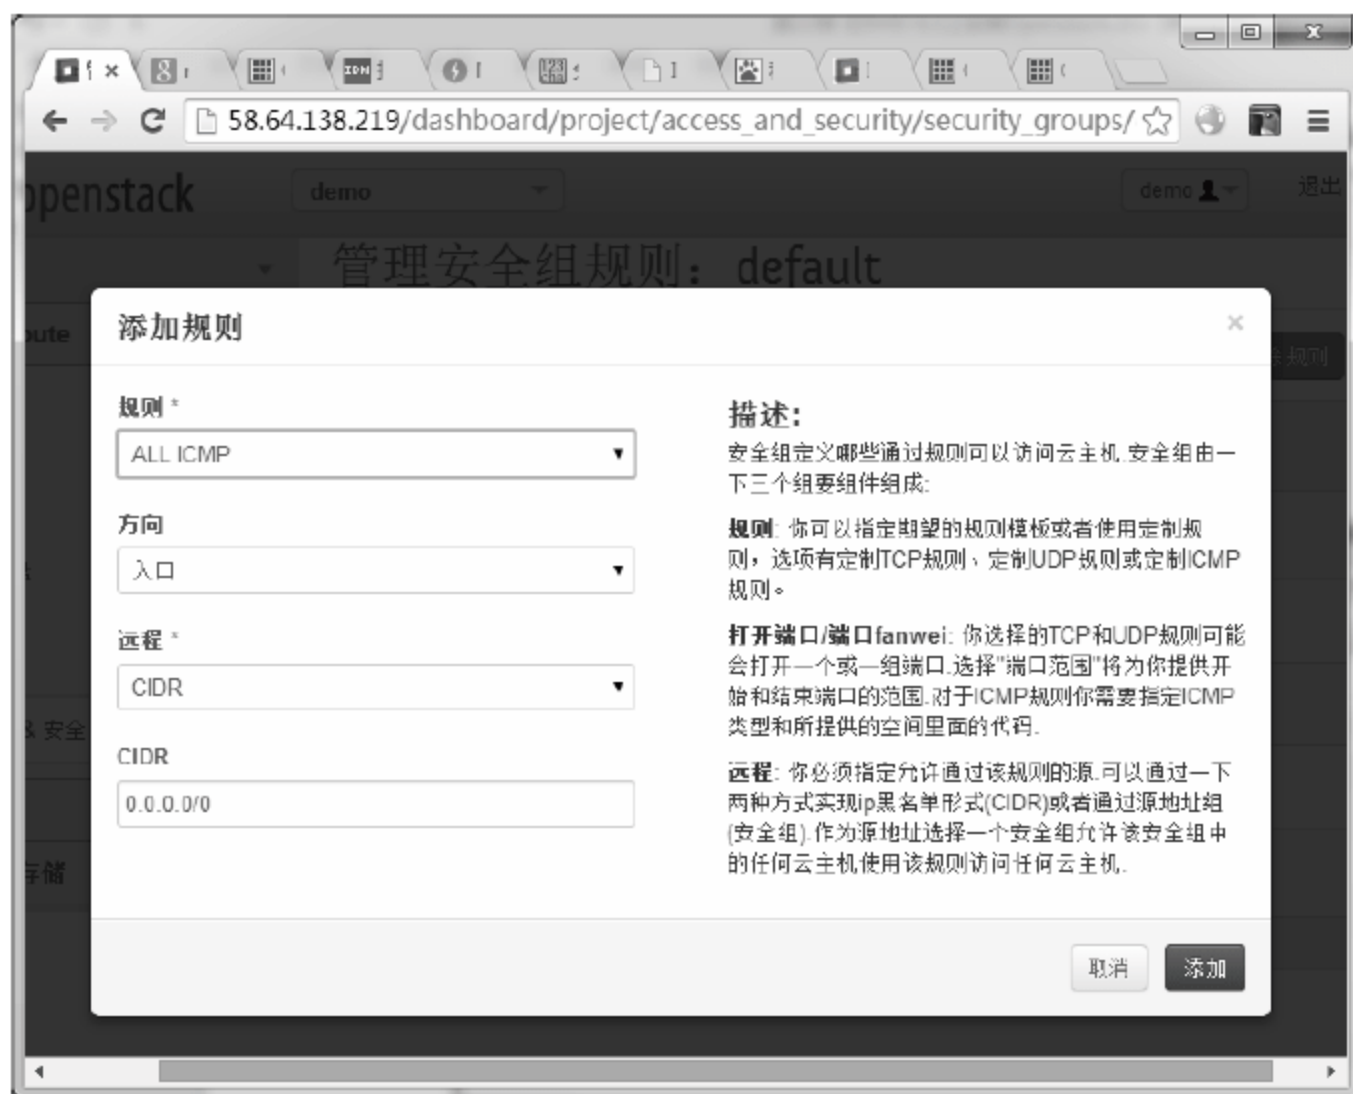 58.64.138.219/dashboard/project/access_and_security/security_groups/
openstack
demo
demo
退出
管理安全组规则：default
添加规则
×
规则 *
ALL ICMP
方向
入口
远程 *
CIDR
CIDR
0.0.0.0/0
描述:
安全组定义哪些通过规则可以访问云主机.安全组由一
下三个组要组件组成:
规则: 你可以指定期望的规则模板或者使用定制规
则，选项有定制TCP规则、定制UDP规则或定制ICMP
规则。
打开端口/端口fanwei: 你选择的TCP和UDP规则可能
会打开一个或一组端口.选择"端口范围"将为你提供开
始和结束端口的范围.对于ICMP规则你需要指定ICMP
类型和所提供的空间里面的代码.
远程: 你必须指定允许通过该规则的源.可以通过一下
两种方式实现ip黑名单形式(CIDR)或者通过源地址组
(安全组).作为源地址选择一个安全组允许该安全组中
的任何云主机使用该规则访问任何云主机.
& 安全
存储
规则
取消
添加